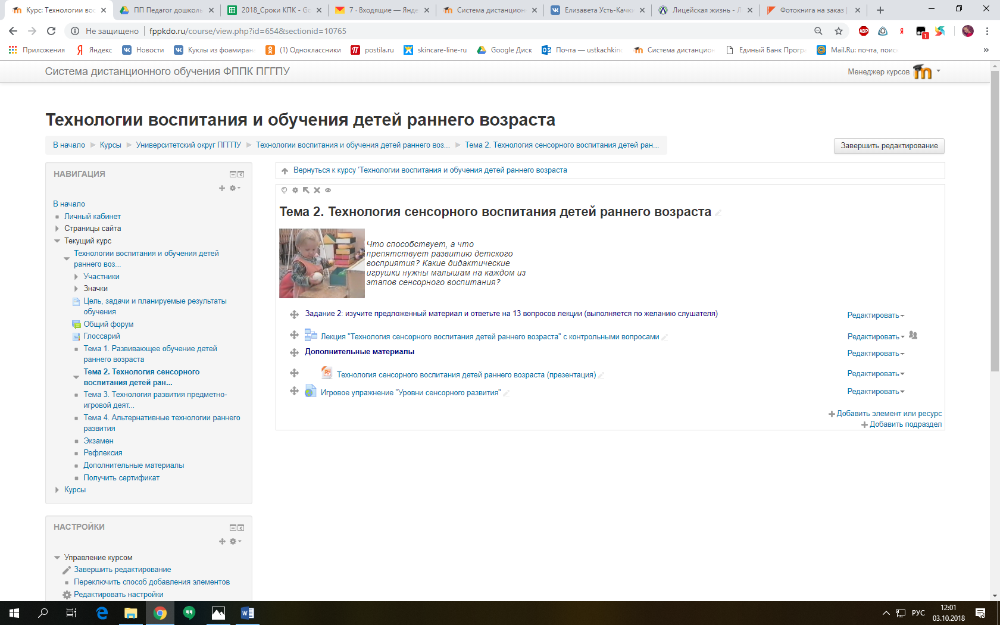 Курс: Технологии вос
ПП Педагог дошколь
2018_Сроки КПК - Go
7 · Входящие — Янде
Система дистанцион
Елизавета Усть-Качки
Лицейская жизнь - Л
Фотокнига на заказ |
Не защищено | fppkdo.ru/course/view.php?id=654&sectionid=10765
ABP
Я
1
Приложения
Яндекс
Новости
Куклы из фоамиран
(1) Одноклассники
postila.ru
skincare-line-ru
Google Диск
Почта — ustkachkin
Система дистанцион
Единый Банк Прогр
Mail.Ru: почта, поис
»
Система дистанционного обучения ФППК ПГГПУ
Менеджер курсов
Технологии воспитания и обучения детей раннего возраста
В начало ▶ Курсы ▶ Университетский округ ПГГПУ ▶ Технологии воспитания и обучения детей раннего воз... ▶ Тема 2. Технология сенсорного воспитания детей ран...
Завершить редактирование
НАВИГАЦИЯ
В начало
Личный кабинет
Страницы сайта
Текущий курс
Технологии воспитания и обучения детей
раннего воз...
Участники
Значки
Цель, задачи и планируемые результаты
обучения
Общий форум
Глоссарий
Тема 1. Развивающее обучение детей
раннего возраста
Тема 2. Технология сенсорного
воспитания детей ран...
Тема 3. Технология развития предметно-
игровой деят...
Тема 4. Альтернативные технологии раннего
развития
Экзамен
Рефлексия
Дополнительные материалы
Получить сертификат
Курсы
НАСТРОЙКИ
Управление курсом
Завершить редактирование
Переключить способ добавления элементов
Редактировать настройки
Вернуться к курсу 'Технологии воспитания и обучения детей раннего возраста
Тема 2. Технология сенсорного воспитания детей раннего возраста
Что способствует, а что
препятствует развитию детского
восприятия? Какие дидактические
игрушки нужны малышам на каждом из
этапов сенсорного воспитания?
Задание 2: изучите предложенный материал и ответьте на 13 вопросов лекции (выполняется по желанию слушателя)
Редактировать
Лекция "Технология сенсорного воспитания детей раннего возраста" с контрольными вопросами
Редактировать
Дополнительные материалы
Редактировать
Технология сенсорного воспитания детей раннего возраста (презентация)
Редактировать
Игровое упражнение "Уровни сенсорного развития"
Редактировать
Добавить элемент или ресурс
Добавить подраздел
РУС
12:01
03.10.2018